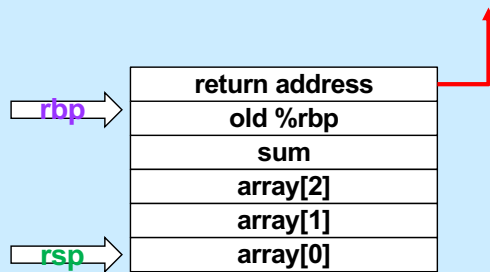 return address
rbp
old %rbp
sum
array[2]
array[1]
rsp
array[0]